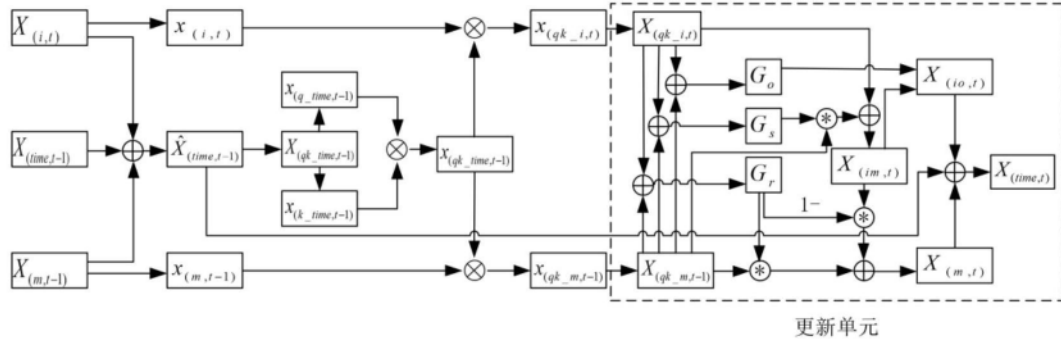 X(i,t)
x(i,t)
x(qk_i,t)
X(qk_i,t)
G_o
X(io,t)
x(q_time,t-1)
G_s
X(time,t-1)
X̂(time,t-1)
X(qk_time,t-1)
x(qk_time,t-1)
X(im,t)
X(time,t)
G_r
x(k_time,t-1)
1-
X(m,t-1)
x(m,t-1)
x(qk_m,t-1)
X(qk_m,t-1)
X(m,t)
更新单元